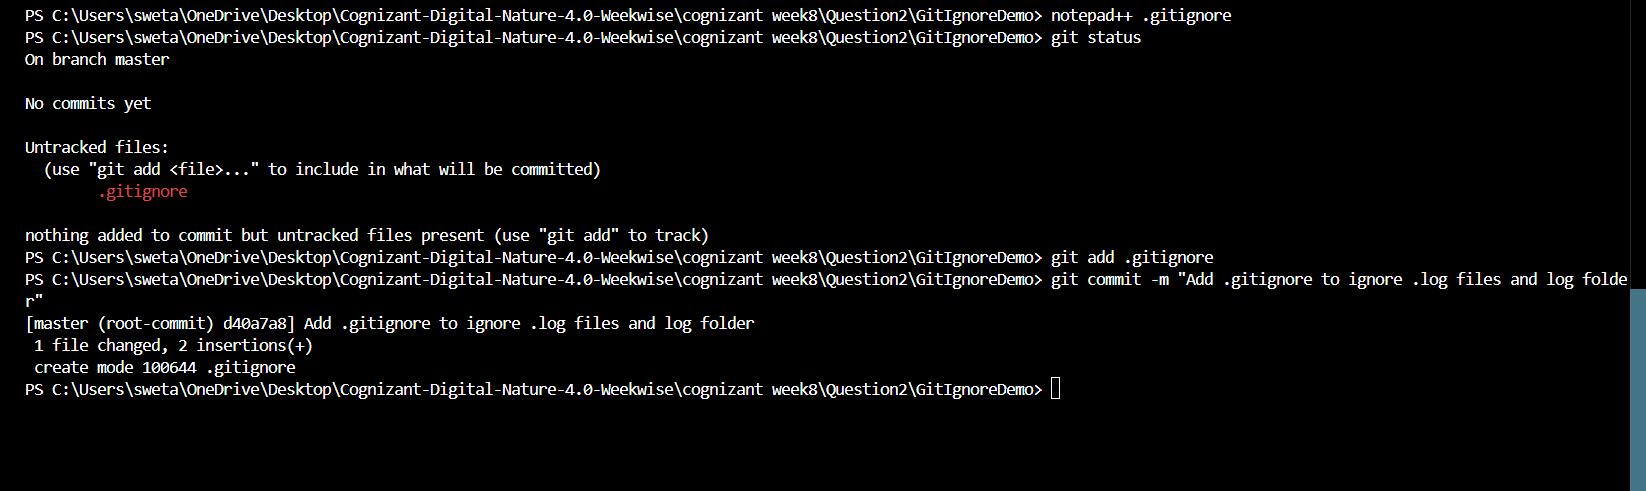 PS C:\Users\sweta\OneDrive\Desktop\Cognizant-Digital-Nature-4.0-Weekwise\cognizant week8\Question2\GitIgnoreDemo> notepad++ .gitignore
PS C:\Users\sweta\OneDrive\Desktop\Cognizant-Digital-Nature-4.0-Weekwise\cognizant week8\Question2\GitIgnoreDemo> git status
On branch master
No commits yet
Untracked files:
  (use "git add <file>..." to include in what will be committed)
        .gitignore
nothing added to commit but untracked files present (use "git add" to track)
PS C:\Users\sweta\OneDrive\Desktop\Cognizant-Digital-Nature-4.0-Weekwise\cognizant week8\Question2\GitIgnoreDemo> git add .gitignore
PS C:\Users\sweta\OneDrive\Desktop\Cognizant-Digital-Nature-4.0-Weekwise\cognizant week8\Question2\GitIgnoreDemo> git commit -m "Add .gitignore to ignore .log files and log folde
r"
[master (root-commit) d40a7a8] Add .gitignore to ignore .log files and log folder
 1 file changed, 2 insertions(+)
 create mode 100644 .gitignore
PS C:\Users\sweta\OneDrive\Desktop\Cognizant-Digital-Nature-4.0-Weekwise\cognizant week8\Question2\GitIgnoreDemo>